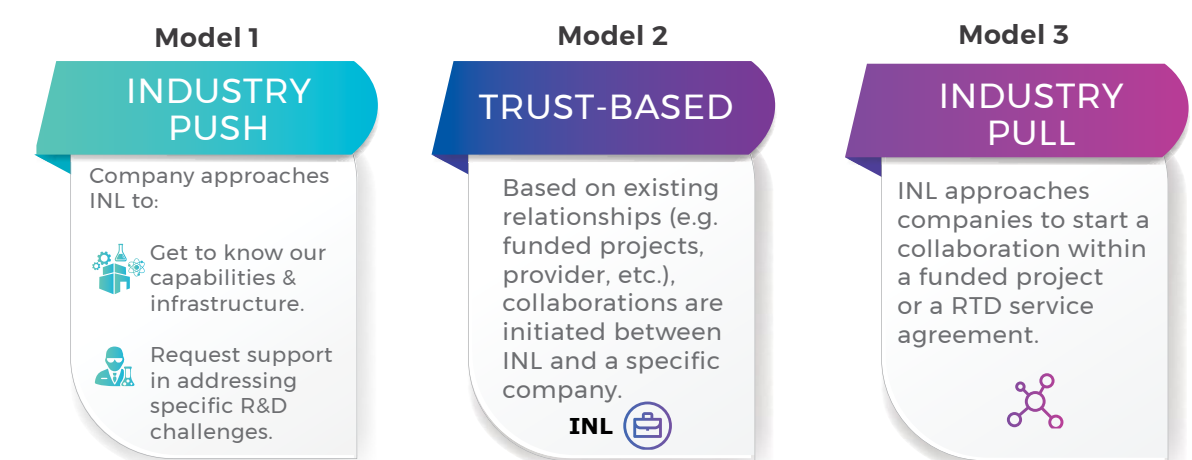 Model 1
INDUSTRY
PUSH
Company approaches
INL to:
Get to know our
capabilities &
infrastructure.
Request support
in addressing
specific R&D
challenges.
Model 2
TRUST-BASED
Based on existing
relationships (e.g.
funded projects,
provider, etc.),
collaborations are
initiated between
INL and a specific
company.
INL
Model 3
INDUSTRY
PULL
INL approaches
companies to start a
collaboration within
a funded project
or a RTD service
agreement.